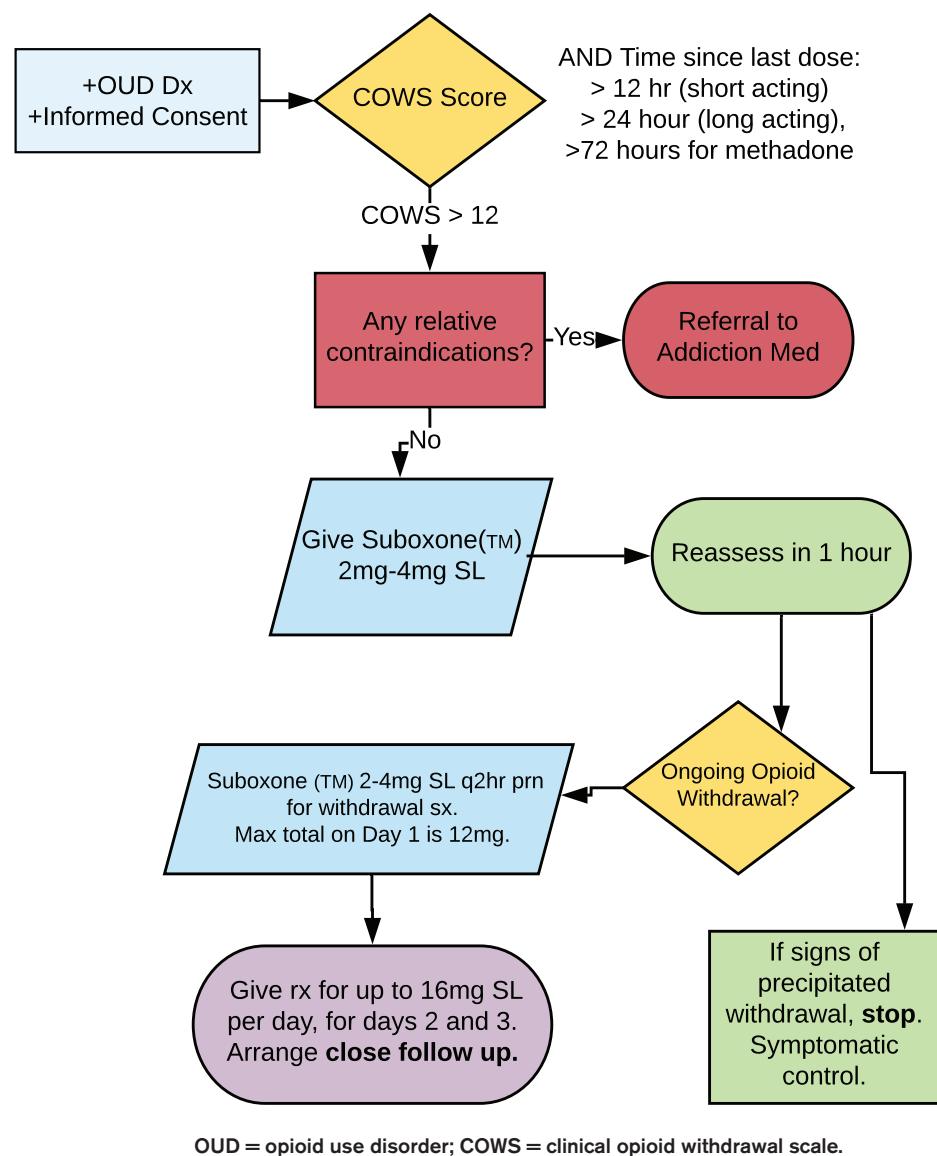 +OUD Dx
+Informed Consent
COWS Score
AND Time since last dose:
> 12 hr (short acting)
> 24 hour (long acting),
>72 hours for methadone
COWS > 12
Any relative
contraindications?
Yes
Referral to
Addiction Med
No
Give Suboxone(TM)
2mg-4mg SL
Reassess in 1 hour
Ongoing Opioid
Withdrawal?
Suboxone (TM) 2-4mg SL q2hr prn
for withdrawal sx.
Max total on Day 1 is 12mg.
If signs of
precipitated
withdrawal, stop.
Symptomatic
control.
Give rx for up to 16mg SL
per day, for days 2 and 3.
Arrange close follow up.
OUD = opioid use disorder; COWS = clinical opioid withdrawal scale.